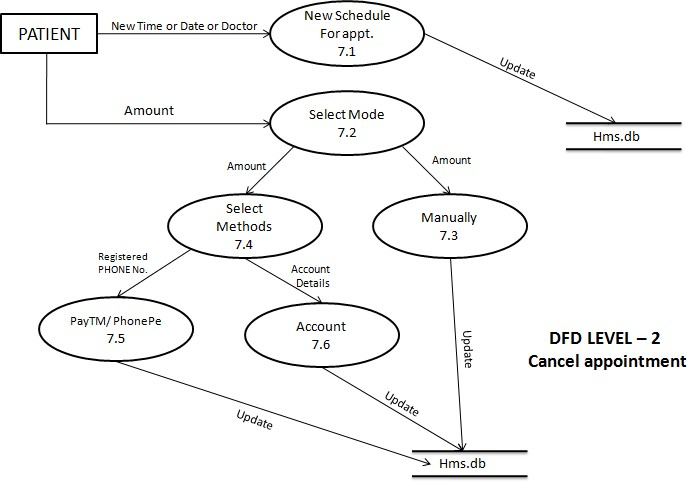 PATIENT
New Time or Date or Doctor
New Schedule
For appt.
7.1
Update
Amount
Select Mode
7.2
Hms.db
Amount
Amount
Select
Methods
7.4
Manually
7.3
Registered
PHONE No.
Account
Details
PayTM/ PhonePe
7.5
Account
7.6
Update
DFD LEVEL – 2
Cancel appointment
Update
Update
Hms.db